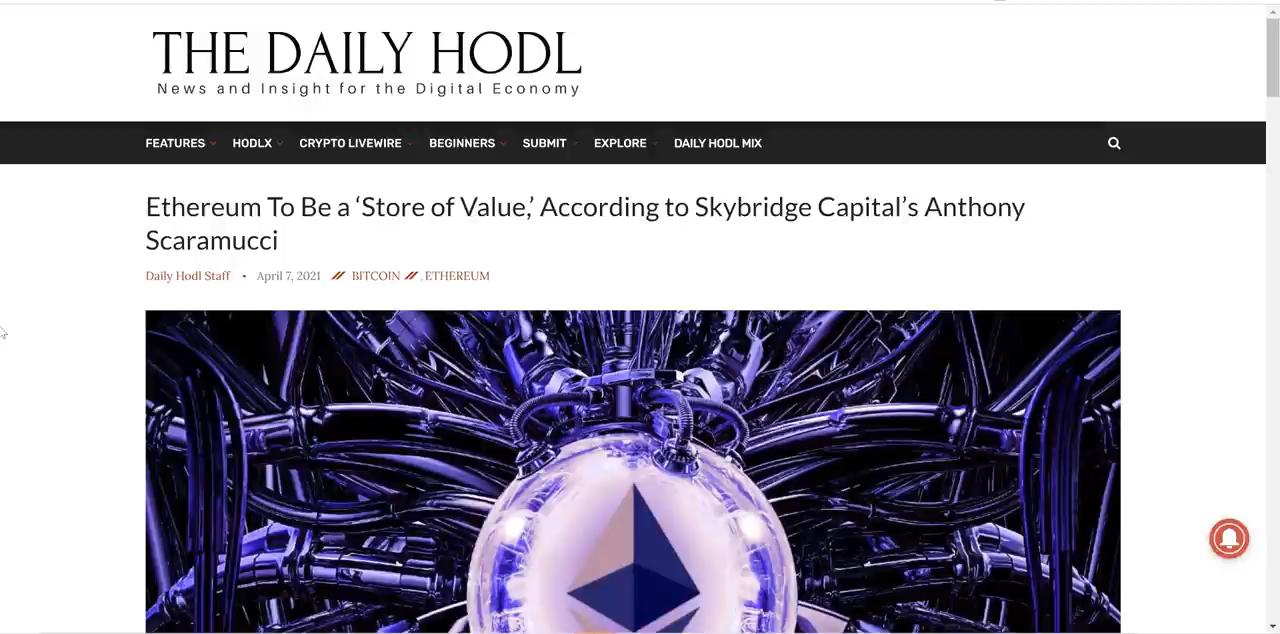 THE DAILY HODL
News and Insight for the Digital Economy
FEATURES HODLX CRYPTO LIVEWIRE BEGINNERS SUBMIT EXPLORE DAILY HODL MIX
Ethereum To Be a ‘Store of Value,’ According to Skybridge Capital’s Anthony
Scaramucci
Daily Hodl Staff • April 7, 2021 BITCOIN , ETHEREUM